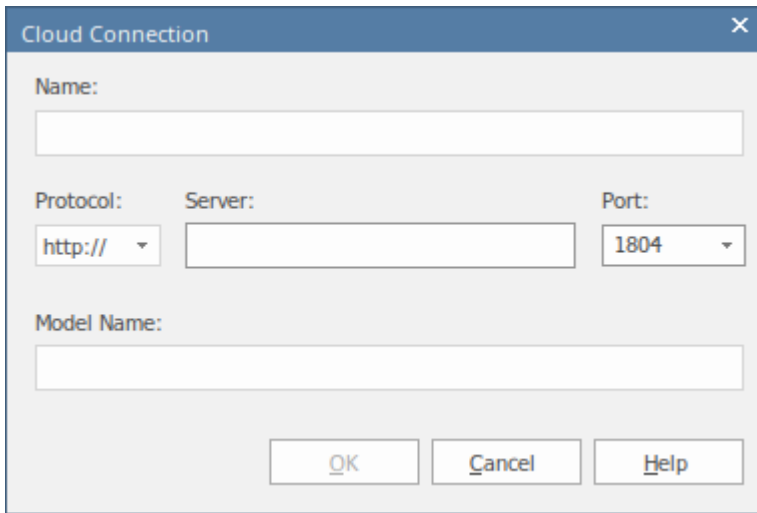 Cloud Connection
Name:
Protocol: Server: Port:
http:// 1804
Model Name:
OK Cancel Help